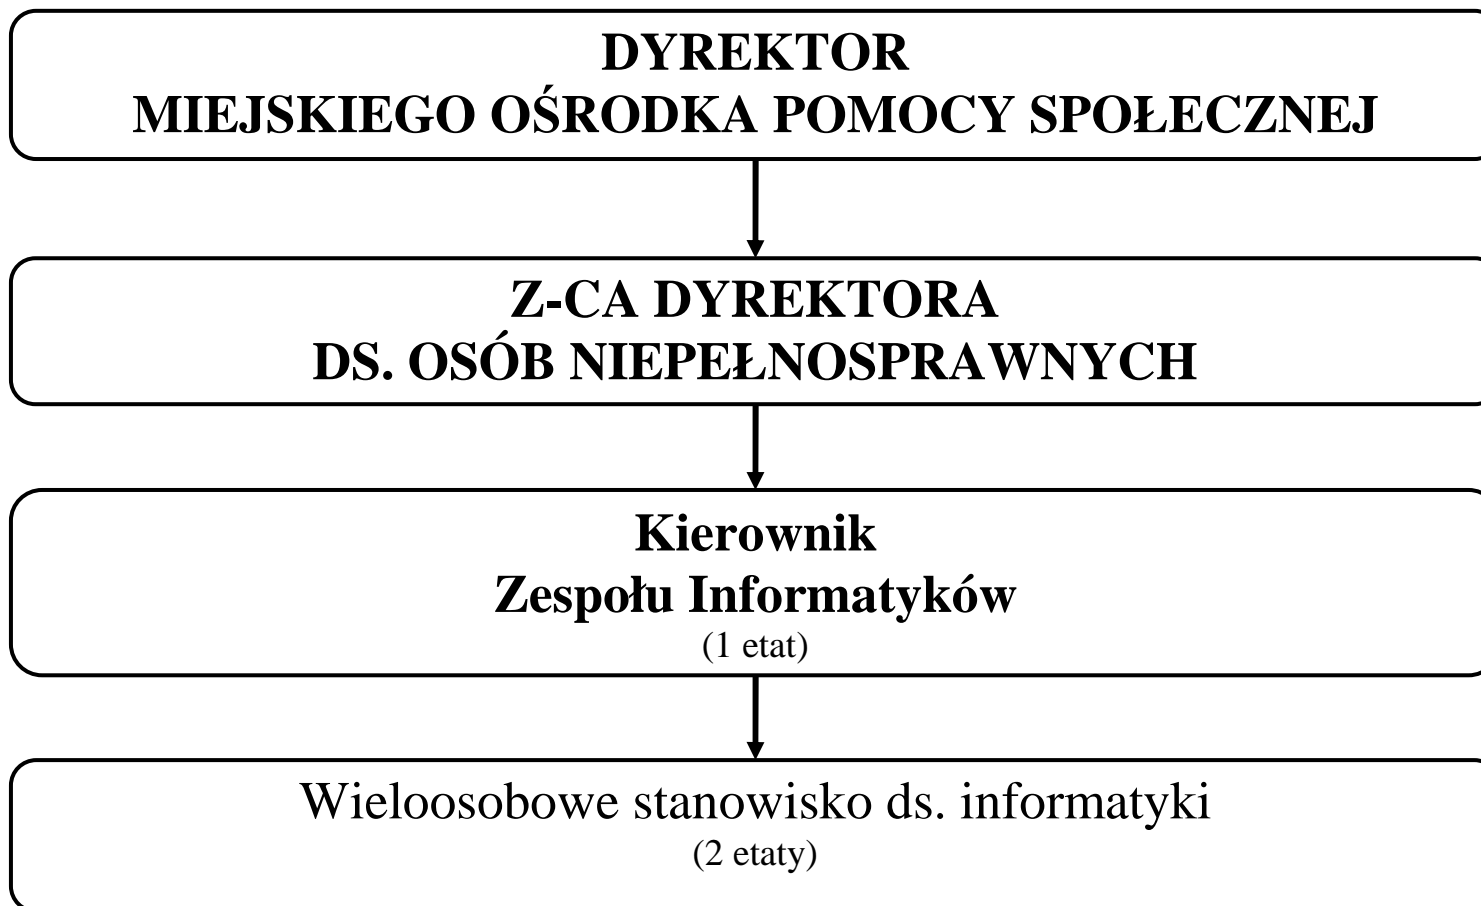 DYREKTOR
MIEJSKIEGO OŚRODKA POMOCY SPOŁECZNEJ
Z-CA DYREKTORA
DS. OSÓB NIEPEŁNOSPRAWNYCH
Kierownik
Zespołu Informatyków
(1 etat)
Wieloosobowe stanowisko ds. informatyki
(2 etaty)